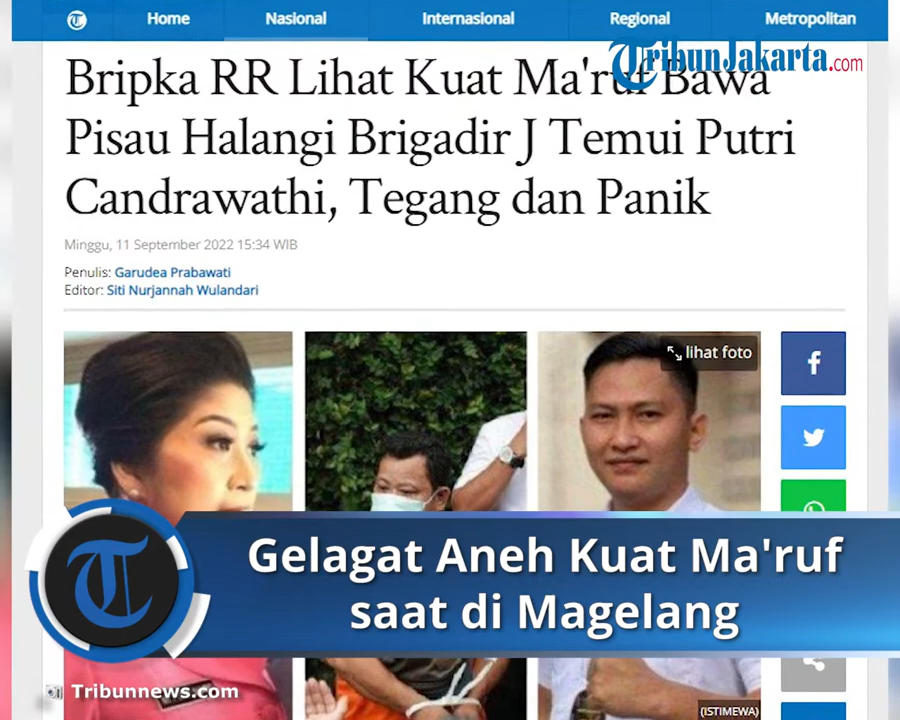 Home Nasional Internasional Regional Metropolitan
TribunJakarta.com
Bripka RR Lihat Kuat Ma'ruf Bawa
Pisau Halangi Brigadir J Temui Putri
Candrawathi, Tegang dan Panik
Minggu, 11 September 2022 15:34 WIB
Penulis: Garudea Prabawati
Editor: Siti Nurjannah Wulandari
lihat foto
Gelagat Aneh Kuat Ma'ruf
saat di Magelang
Tribunnews.com
(ISTIMEWA)